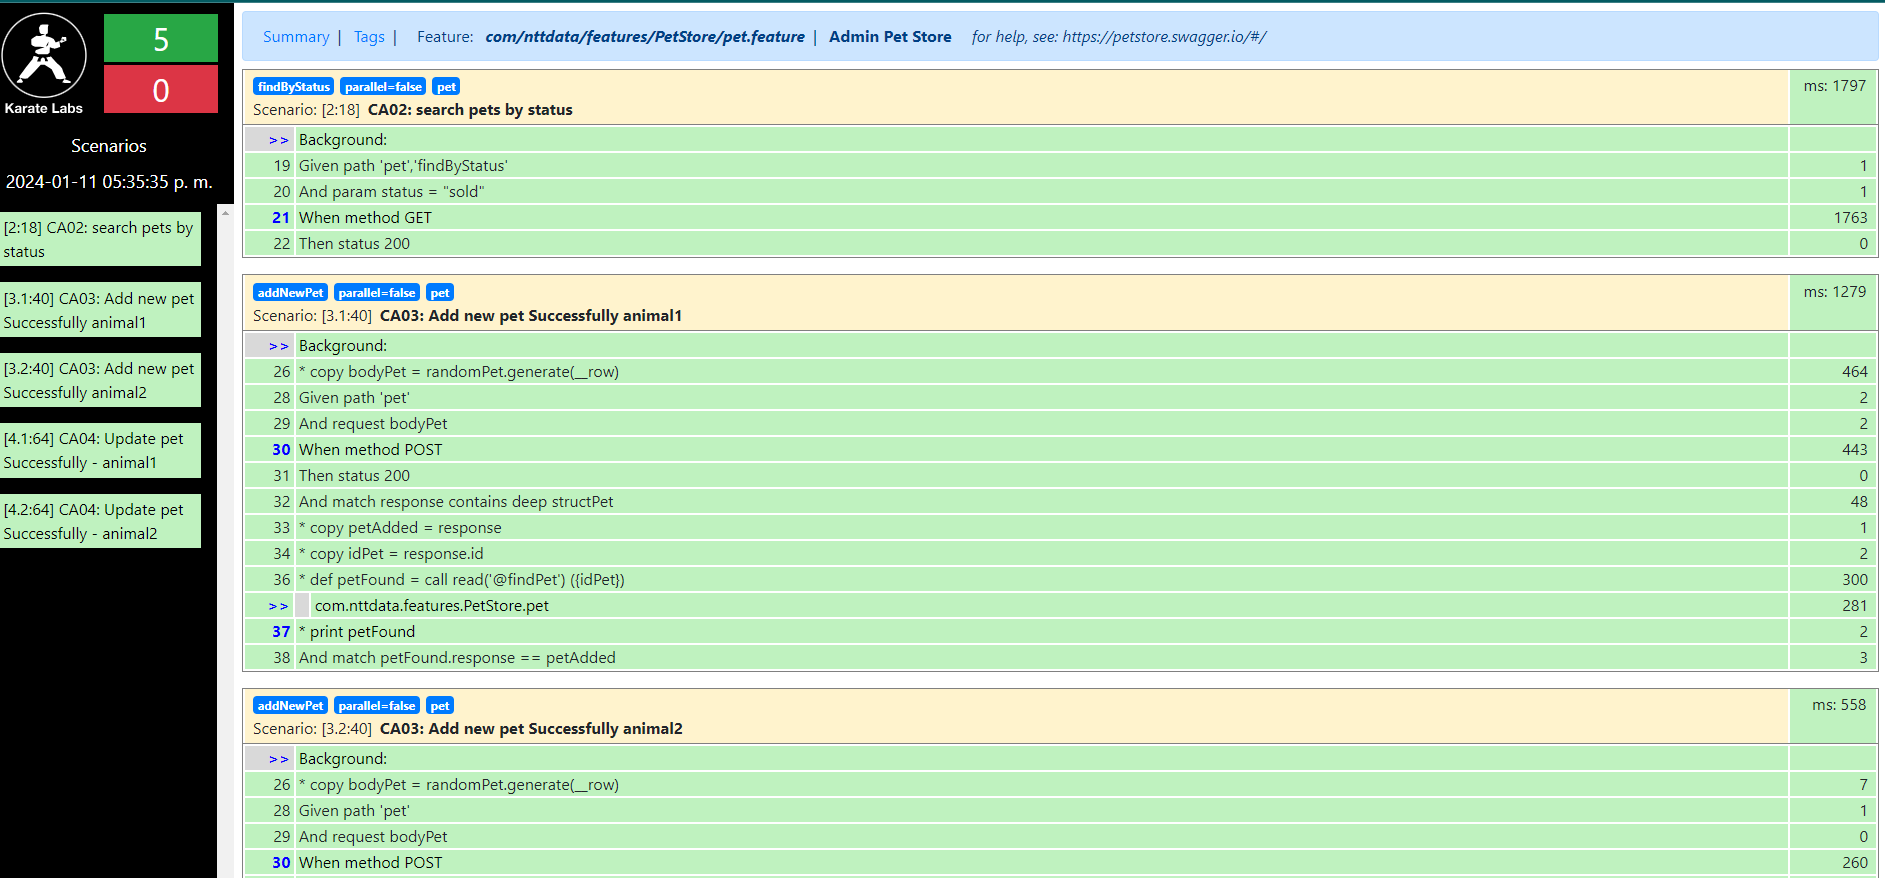 5
0
Karate Labs
Scenarios
2024-01-11 05:35:35 p. m.
[2:18] CA02: search pets by
status
[3.1:40] CA03: Add new pet
Successfully animal1
[3.2:40] CA03: Add new pet
Successfully animal2
[4.1:64] CA04: Update pet
Successfully - animal1
[4.2:64] CA04: Update pet
Successfully - animal2
Summary | Tags | Feature: com/nttdata/features/PetStore/pet.feature | Admin Pet Store for help, see: https://petstore.swagger.io/#/
findByStatus parallel=false pet ms: 1797
Scenario: [2:18] CA02: search pets by status
>> Background:
19 Given path 'pet','findByStatus' 1
20 And param status = "sold" 1
21 When method GET 1763
22 Then status 200 0
addNewPet parallel=false pet ms: 1279
Scenario: [3.1:40] CA03: Add new pet Successfully animal1
>> Background:
26 * copy bodyPet = randomPet.generate(__row) 464
28 Given path 'pet' 2
29 And request bodyPet 2
30 When method POST 443
31 Then status 200 0
32 And match response contains deep structPet 48
33 * copy petAdded = response 1
34 * copy idPet = response.id 2
36 * def petFound = call read('@findPet') ({idPet}) 300
>> com.nttdata.features.PetStore.pet 281
37 * print petFound 2
38 And match petFound.response == petAdded 3
addNewPet parallel=false pet ms: 558
Scenario: [3.2:40] CA03: Add new pet Successfully animal2
>> Background:
26 * copy bodyPet = randomPet.generate(__row) 7
28 Given path 'pet' 1
29 And request bodyPet 0
30 When method POST 260